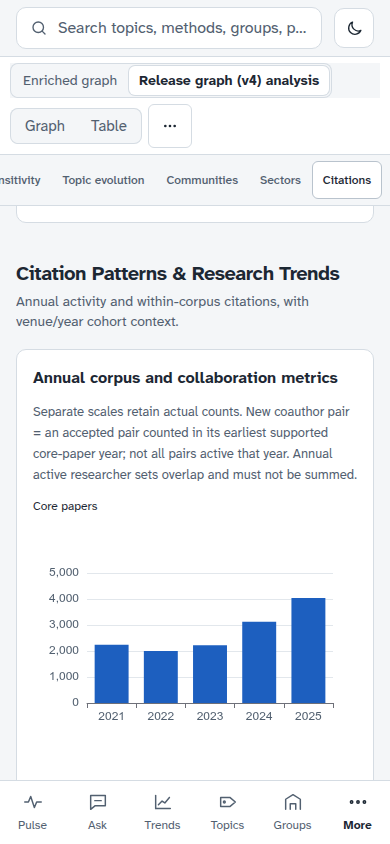 Search topics, methods, groups, p...
Enriched graph
Release graph (v4) analysis
Graph
Table
nsitivity
Topic evolution
Communities
Sectors
Citations
Citation Patterns & Research Trends
Annual activity and within-corpus citations, with
venue/year cohort context.
Annual corpus and collaboration metrics
Separate scales retain actual counts. New coauthor pair
= an accepted pair counted in its earliest supported
core-paper year; not all pairs active that year. Annual
active researcher sets overlap and must not be summed.
Core papers
5,000
4,000
3,000
2,000
1,000
0
2021 2022 2023 2024 2025
Pulse
Ask
Trends
Topics
Groups
More